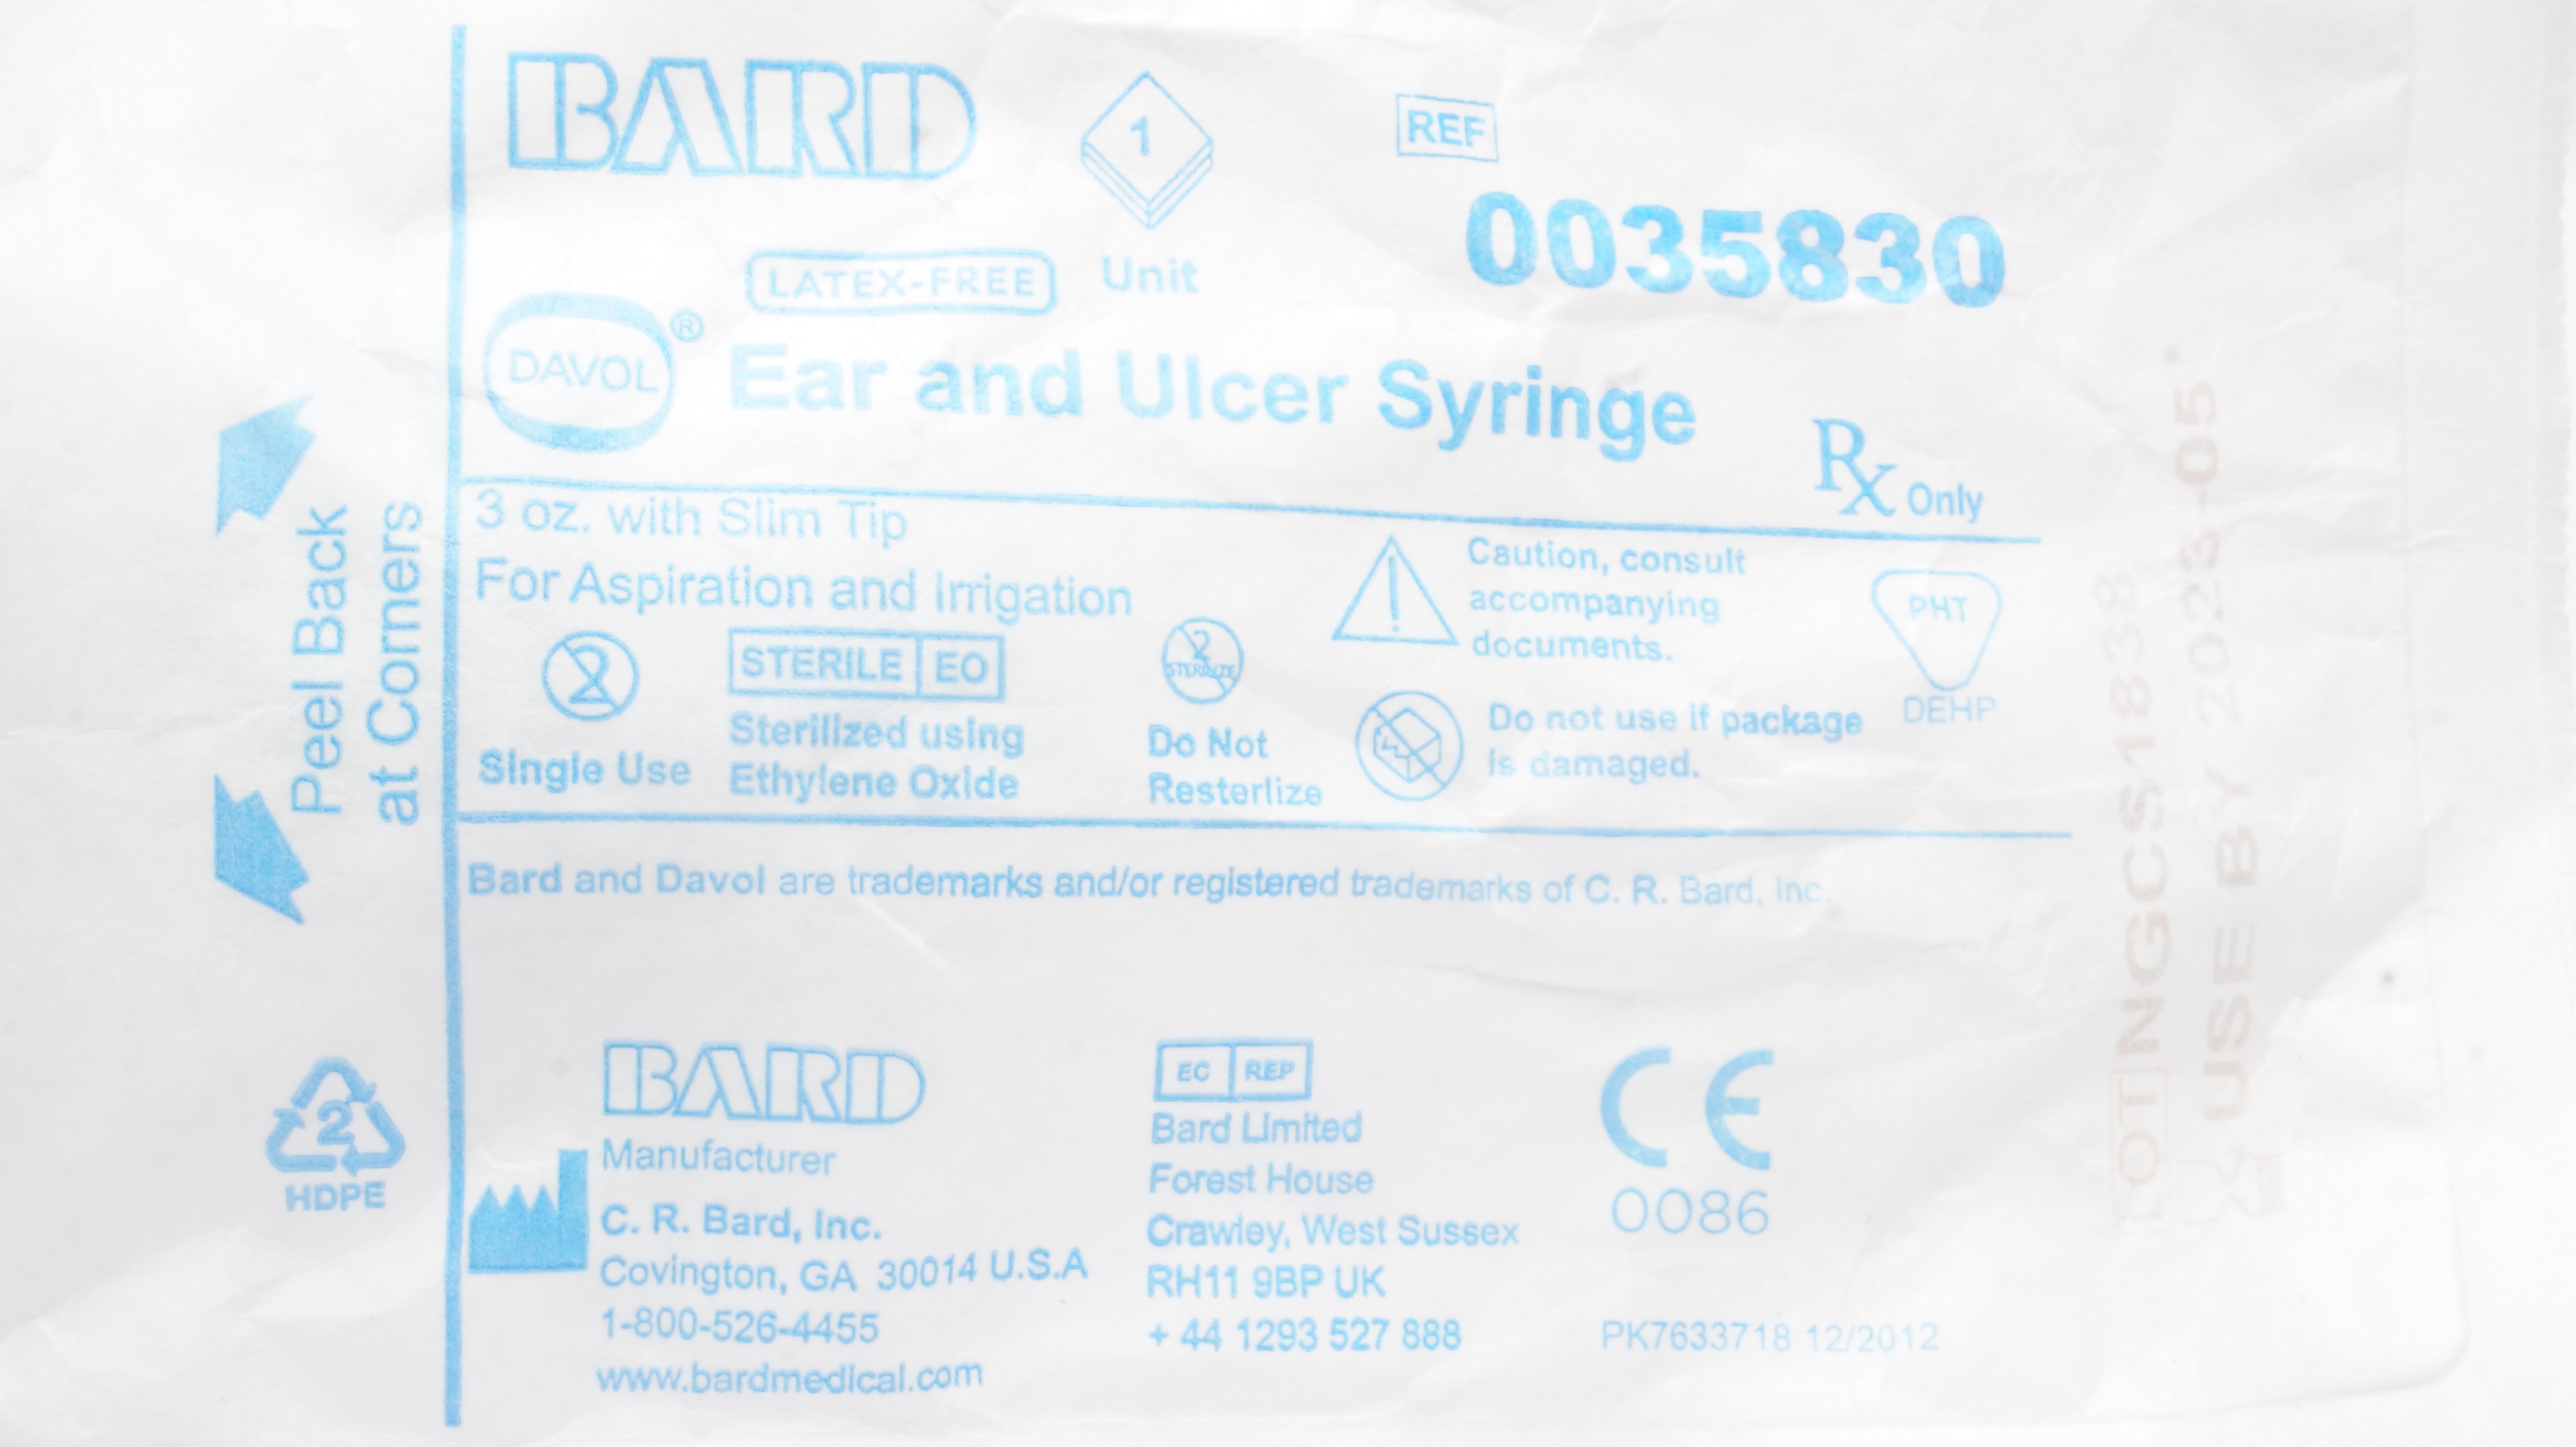 BARD
1
Unit
REF
0035830
LATEX-FREE
DAVOL®
Ear and Ulcer Syringe
Rx Only
3 oz. with Slim Tip
For Aspiration and Irrigation
2
Single Use
STERILE EO
Sterilized using
Ethylene Oxide
2
STERILIZE
Do Not
Resterlize
Caution, consult
accompanying
documents.
Do not use if package
is damaged.
PHT
DEHP
Peel Back
at Corners
Bard and Davol are trademarks and/or registered trademarks of C. R. Bard, Inc.
2
HDPE
BARD
Manufacturer
C. R. Bard, Inc.
Covington, GA 30014 U.S.A
1-800-526-4455
www.bardmedical.com
EC REP
Bard Limited
Forest House
Crawley, West Sussex
RH11 9BP UK
+ 44 1293 527 888
CE
0086
PK7633718 12/2012
LOT NGCS1838
USE BY 2023-05